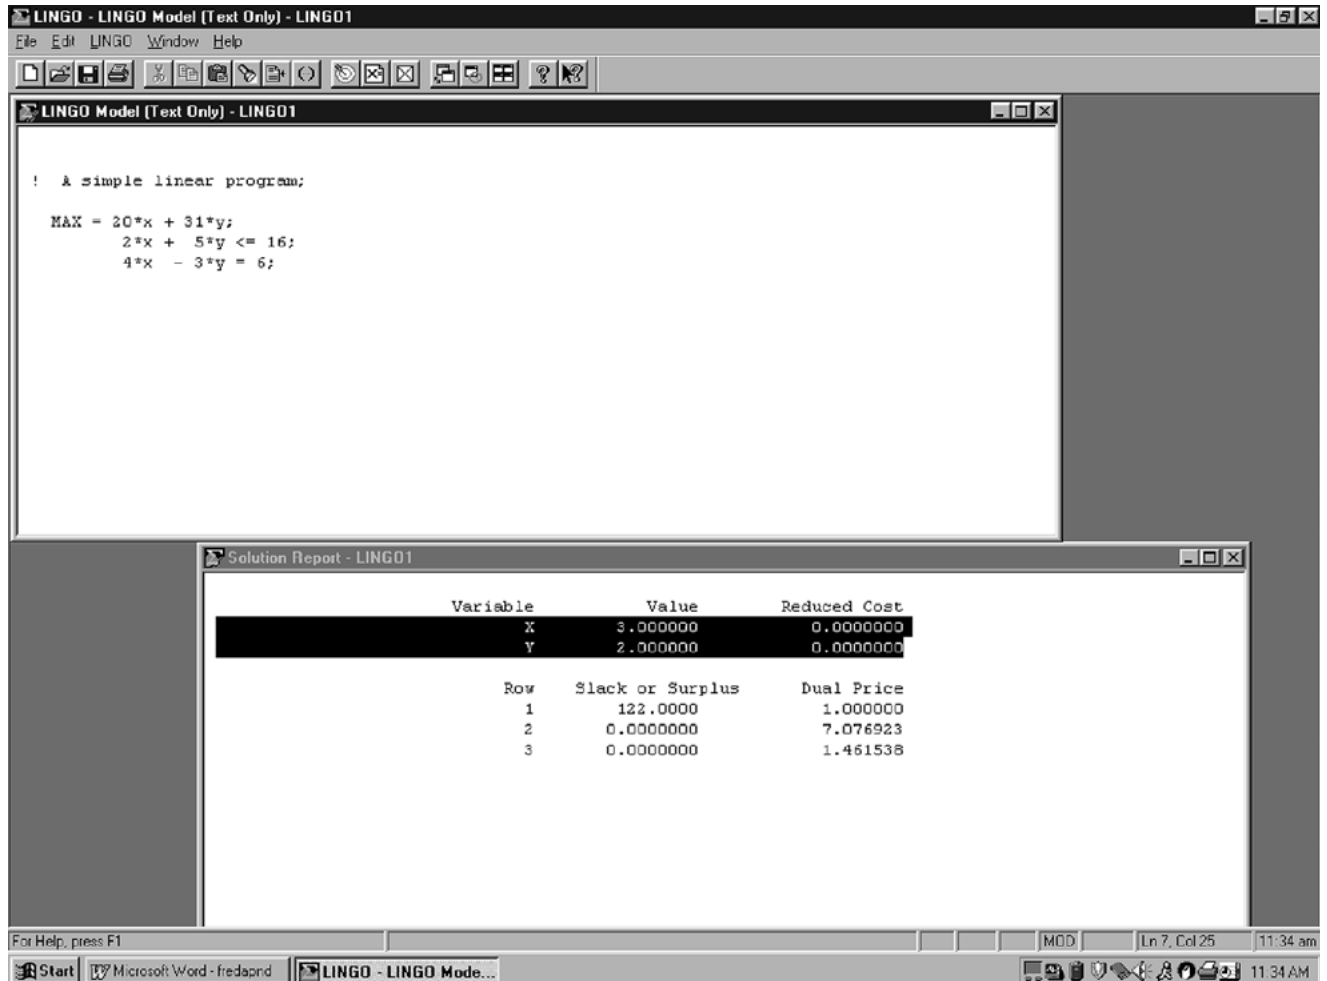 LINGO - LINGO Model (Text Only) - LINGO1
File Edit LINGO Window Help
LINGO Model (Text Only) - LINGO1
! A simple linear program;
MAX = 20*x + 31*y;
2*x + 5*y <= 16;
4*x - 3*y = 6;
Solution Report - LINGO1
Variable Value Reduced Cost
X 3.000000 0.0000000
Y 2.000000 0.0000000
Row Slack or Surplus Dual Price
1 122.0000 1.000000
2 0.0000000 7.076923
3 0.0000000 1.461538
For Help, press F1 MOD Ln 7, Col 25 11:34 am
Start Microsoft Word - fredapnd LINGO - LINGO Mode... 11:34 AM